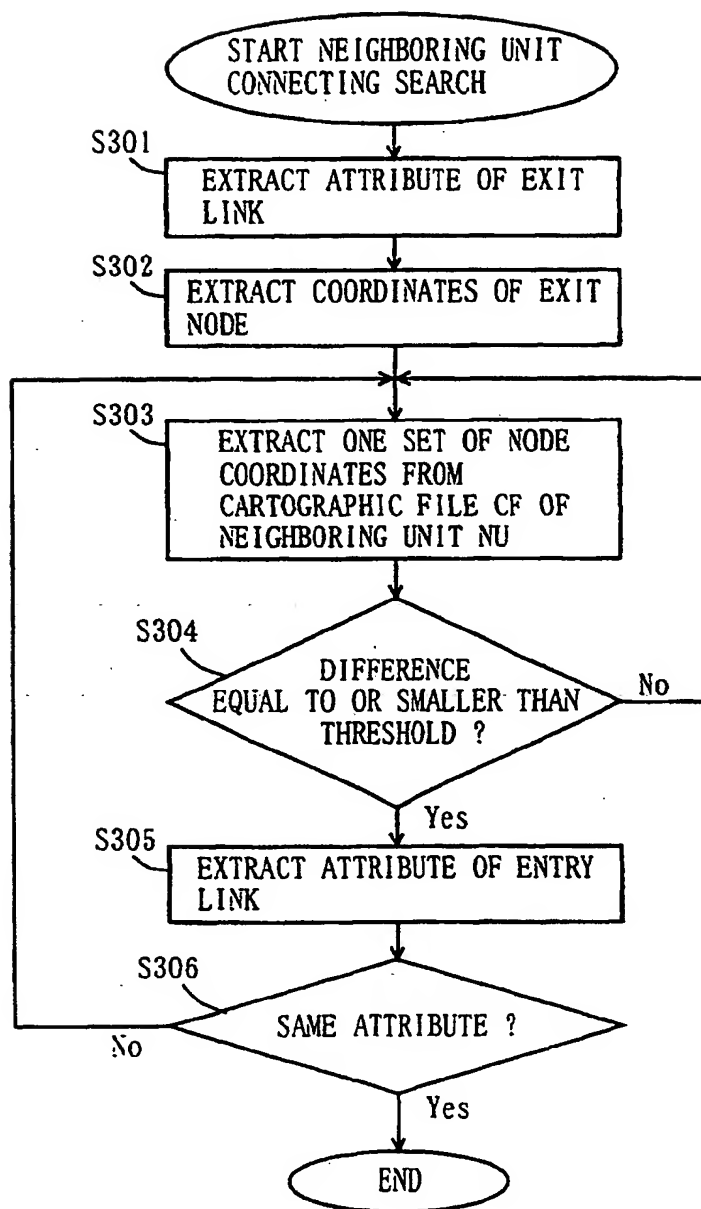 START NEIGHBORING UNIT
CONNECTING SEARCH
S301
EXTRACT ATTRIBUTE OF EXIT
LINK
S302
EXTRACT COORDINATES OF EXIT
NODE
S303
EXTRACT ONE SET OF NODE
COORDINATES FROM
CARTOGRAPHIC FILE CF OF
NEIGHBORING UNIT NU
S304
DIFFERENCE
EQUAL TO OR SMALLER THAN
THRESHOLD ?
No
Yes
S305
EXTRACT ATTRIBUTE OF ENTRY
LINK
S306
SAME ATTRIBUTE ?
No
Yes
END